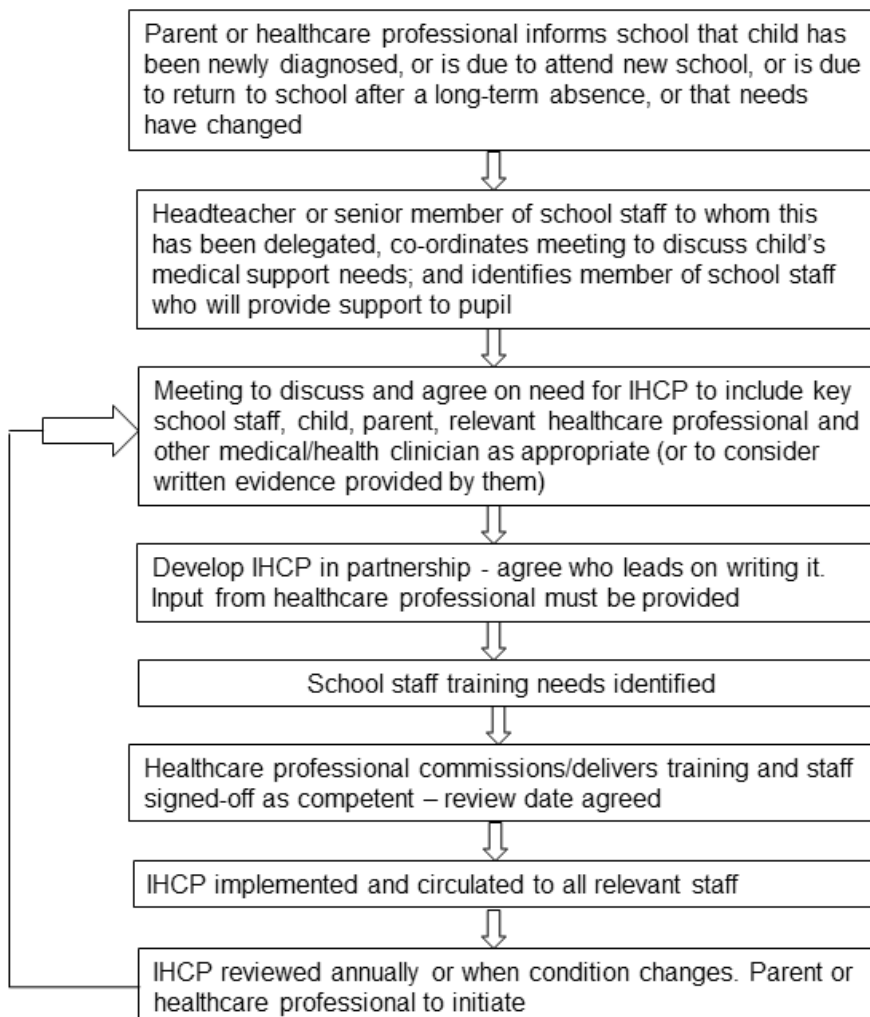 Parent or healthcare professional informs school that child has
been newly diagnosed, or is due to attend new school, or is due
to return to school after a long-term absence, or that needs
have changed
Headteacher or senior member of school staff to whom this
has been delegated, co-ordinates meeting to discuss child's
medical support needs; and identifies member of school staff
who will provide support to pupil
Meeting to discuss and agree on need for IHCP to include key
school staff, child, parent, relevant healthcare professional and
other medical/health clinician as appropriate (or to consider
written evidence provided by them)
Develop IHCP in partnership - agree who leads on writing it.
Input from healthcare professional must be provided
School staff training needs identified
Healthcare professional commissions/delivers training and staff
signed-off as competent – review date agreed
IHCP implemented and circulated to all relevant staff
IHCP reviewed annually or when condition changes. Parent or
healthcare professional to initiate